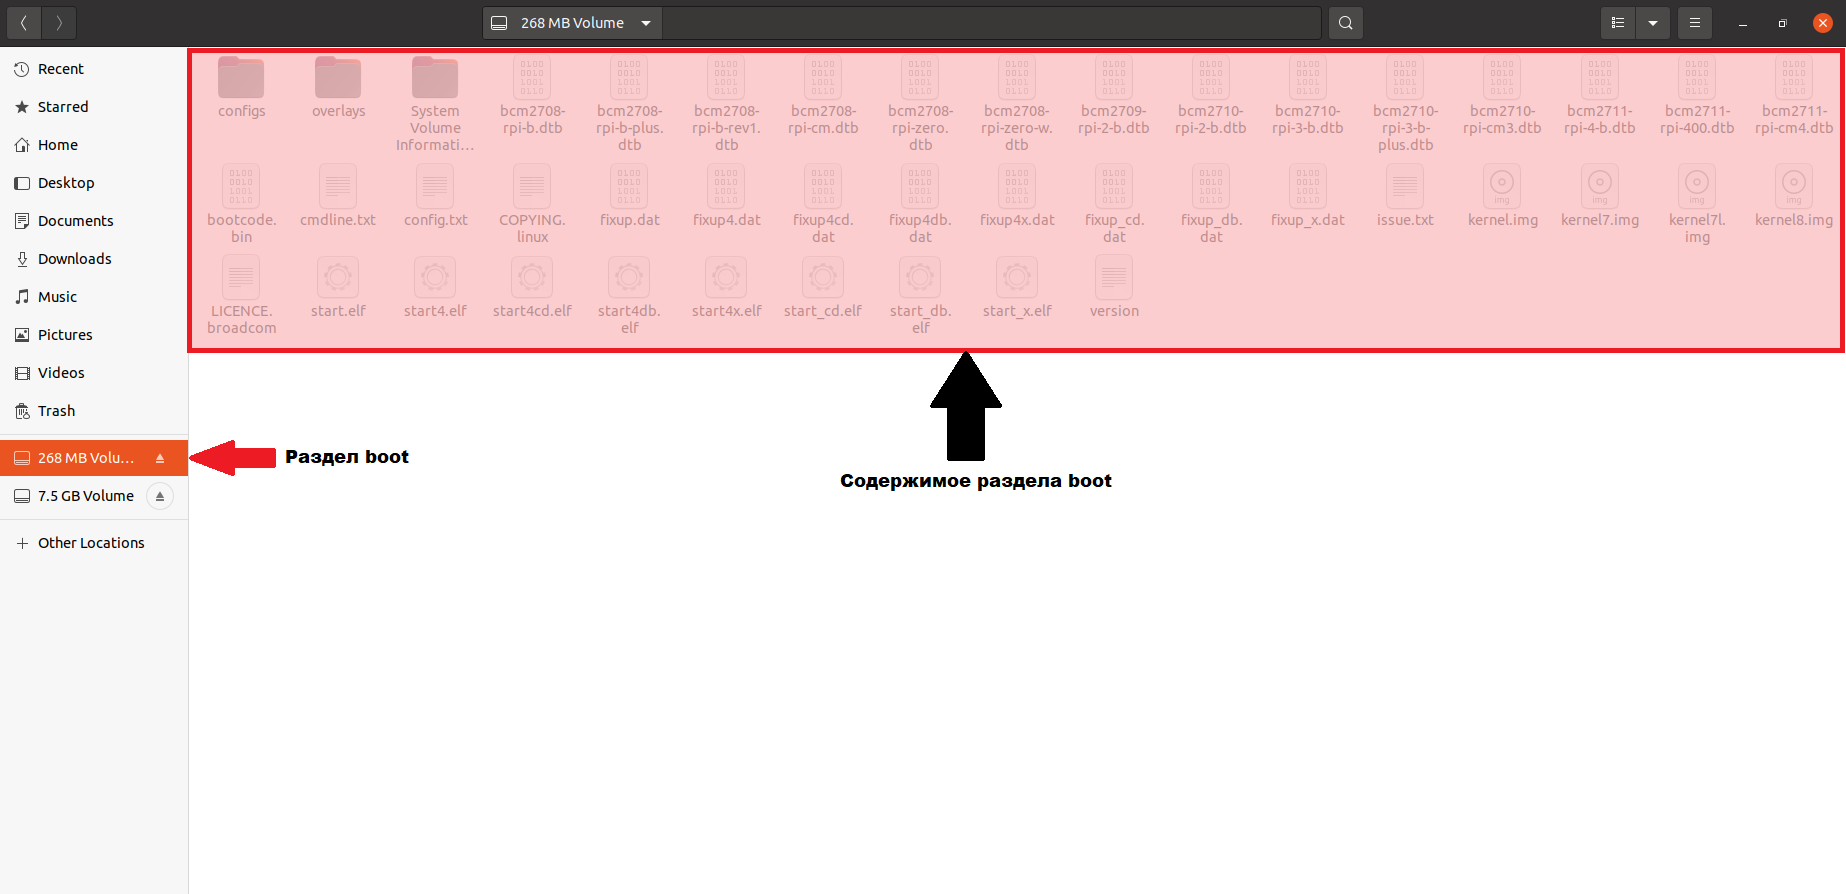 268 MB Volume
Recent
Starred
Home
Desktop
Documents
Downloads
Music
Pictures
Videos
Trash
268 MB Volu...
7.5 GB Volume
Other Locations
configs
overlays
System
Volume
Informati...
bcm2708-
rpi-b.dtb
bcm2708-
rpi-b-plus.
dtb
bcm2708-
rpi-b-rev1.
dtb
bcm2708-
rpi-cm.dtb
bcm2708-
rpi-zero.
dtb
bcm2708-
rpi-zero-w.
dtb
bcm2709-
rpi-2-b.dtb
bcm2710-
rpi-2-b.dtb
bcm2710-
rpi-3-b.dtb
bcm2710-
rpi-3-b-
plus.dtb
bcm2710-
rpi-cm3.dtb
bcm2711-
rpi-4-b.dtb
bcm2711-
rpi-400.dtb
bcm2711-
rpi-cm4.dtb
bootcode.
bin
cmdline.txt
config.txt
COPYING.
linux
fixup.dat
fixup4.dat
fixup4cd.
dat
fixup4db.
dat
fixup4x.dat
fixup_cd.
dat
fixup_db.
dat
fixup_x.dat
issue.txt
kernel.img
kernel7.img
kernel7l.
img
kernel8.img
LICENCE.
broadcom
start.elf
start4.elf
start4cd.elf
start4db.
elf
start4x.elf
start_cd.elf
start_db.
elf
start_x.elf
version
Раздел boot
Содержимое раздела boot